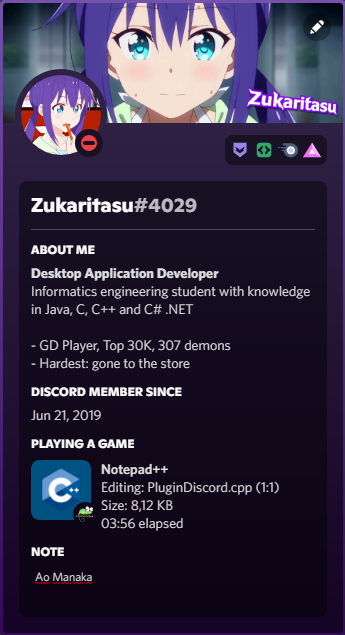 Zukaritasu
Zukaritasu#4029
ABOUT ME
Desktop Application Developer
Informatics engineering student with knowledge
in Java, C, C++ and C# .NET
- GD Player, Top 30K, 307 demons
- Hardest: gone to the store
DISCORD MEMBER SINCE
Jun 21, 2019
PLAYING A GAME
C++
Notepad++
Editing: PluginDiscord.cpp (1:1)
Size: 8,12 KB
03:56 elapsed
NOTE
Ao Manaka